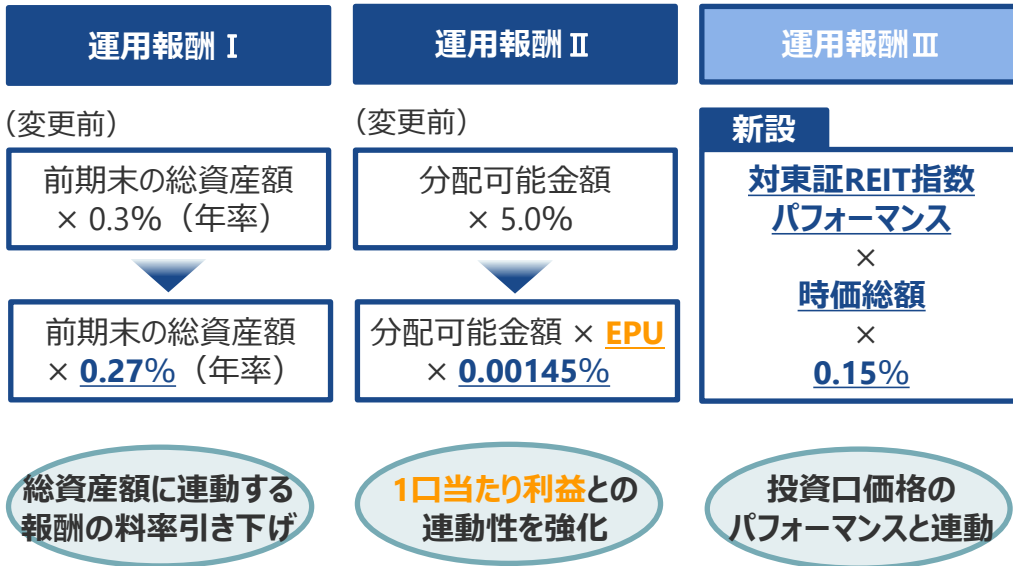 運用報酬Ⅰ
(変更前)
前期末の総資産額
× 0.3%（年率）
前期末の総資産額
× 0.27%（年率）
総資産額に連動する
報酬の料率引き下げ
運用報酬Ⅱ
(変更前)
分配可能金額
× 5.0%
分配可能金額 × EPU
× 0.00145%
1口当たり利益との
連動性を強化
運用報酬Ⅲ
新設
対東証REIT指数
パフォーマンス
×
時価総額
×
0.15%
投資口価格の
パフォーマンスと連動